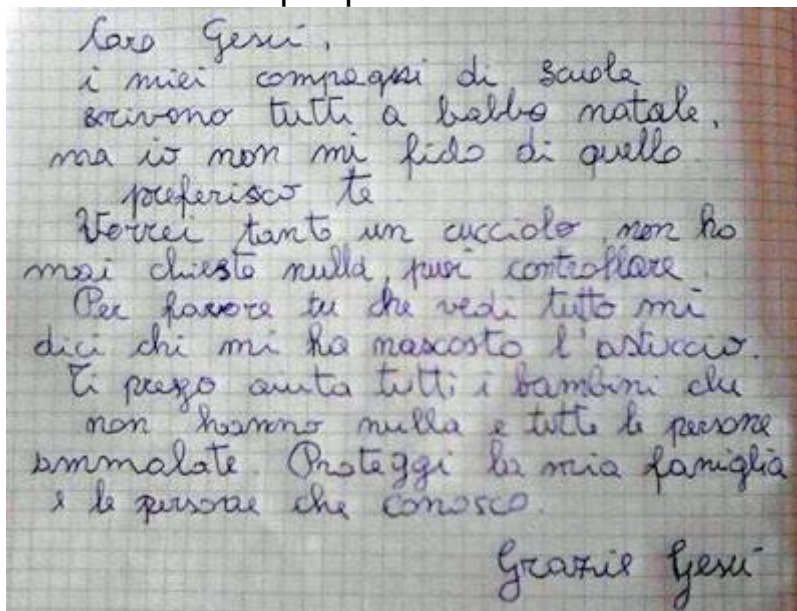 Caro Gesù,
i miei compagni di scuola
scrivono tutti a babbo natale,
ma io non mi fido di quello.
preferisco te
Vorrei tanto un cucciolo, non ho
mai chiesto nulla, puoi controllare.
Per favore tu che vedi tutto mi
dici chi mi ha nascosto l'astuccio.
Ti prego aiuta tutti i bambini che
non hanno nulla e tutte le persone
ammalate. Proteggi la mia famiglia
e le persone che conosco.
Grazie Gesù